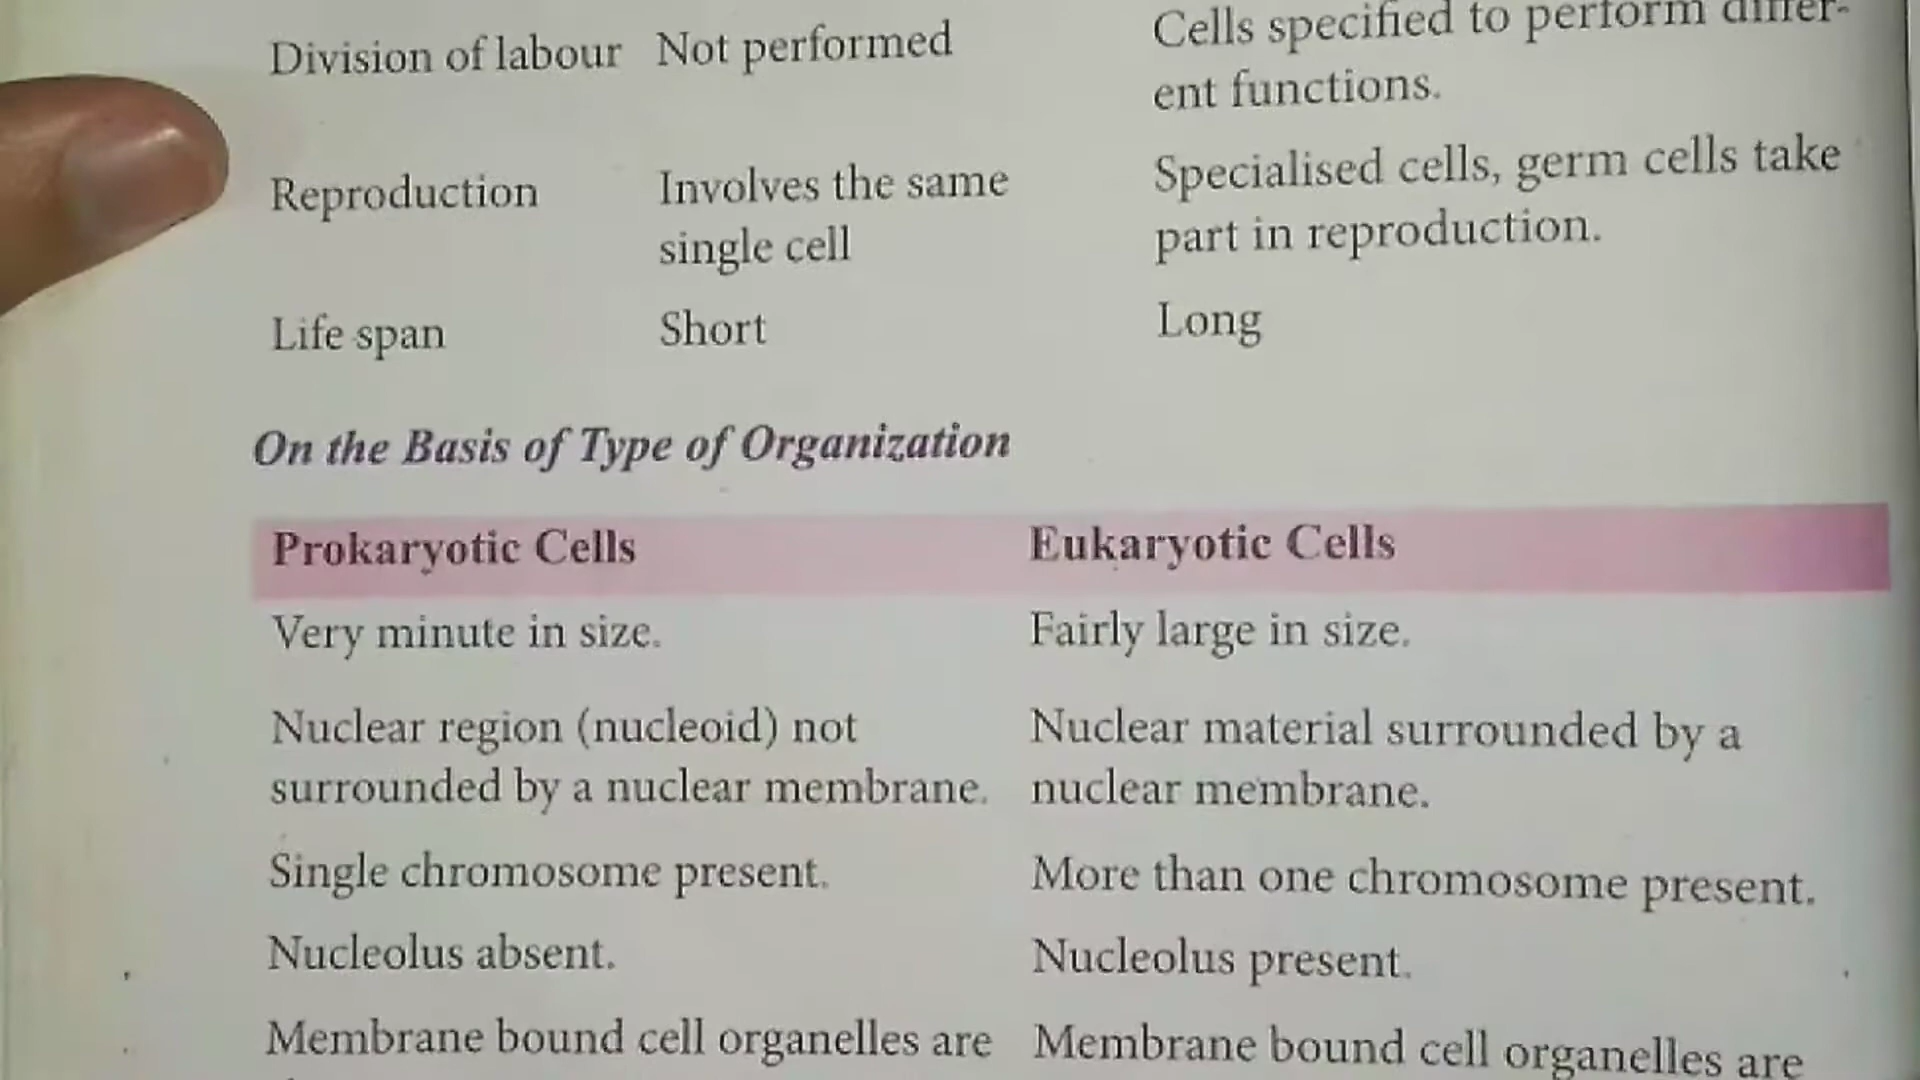 Division of labour Not performed Cells specified to perform differ-
ent functions.
Reproduction Involves the same Specialised cells, germ cells take
single cell part in reproduction.
Life span Short Long
On the Basis of Type of Organization
Prokaryotic Cells Eukaryotic Cells
Very minute in size. Fairly large in size.
Nuclear region (nucleoid) not Nuclear material surrounded by a
surrounded by a nuclear membrane. nuclear membrane.
Single chromosome present. More than one chromosome present.
Nucleolus absent. Nucleolus present.
Membrane bound cell organelles are Membrane bound cell organelles are